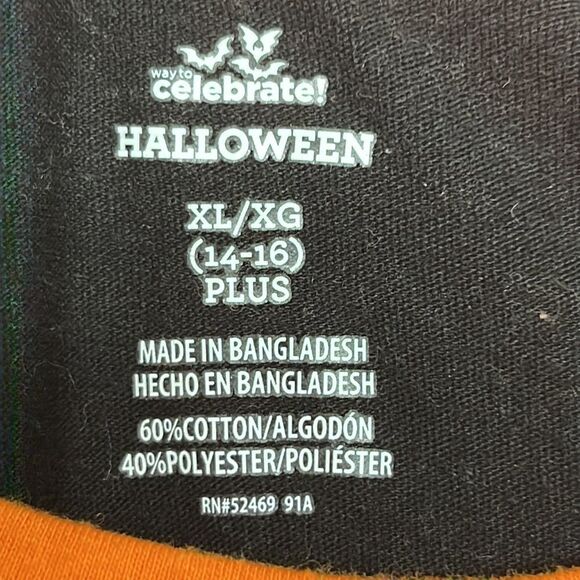 way to
celebrate!
HALLOWEEN
XL/XG
(14-16)
PLUS
MADE IN BANGLADESH
HECHO EN BANGLADESH
60%COTTON/ALGODÓN
40%POLYESTER/POLIÉSTER
RN#52469 91A